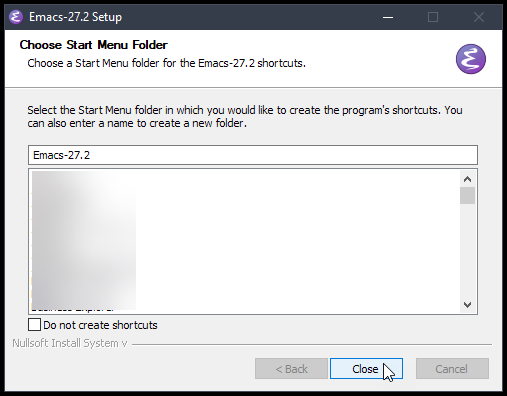 Emacs-27.2 Setup
Choose Start Menu Folder
Choose a Start Menu folder for the Emacs-27.2 shortcuts.
Select the Start Menu folder in which you would like to create the program's shortcuts. You
can also enter a name to create a new folder.
Emacs-27.2
Do not create shortcuts
Nullsoft Install System v
< Back
Close
Cancel